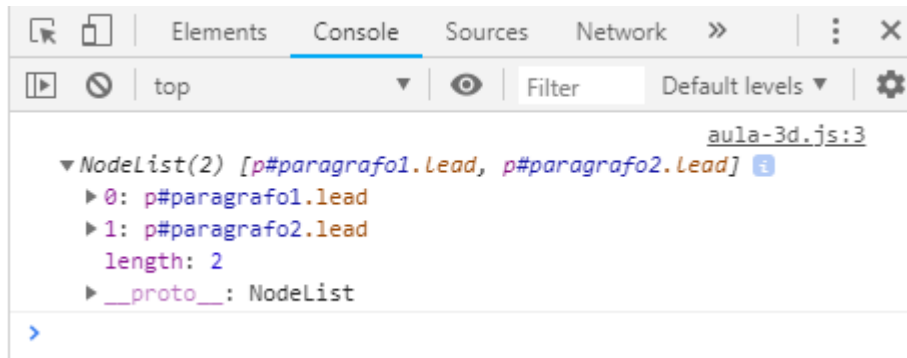 Elements Console Sources Network »
top Filter Default levels
aula-3d.js:3
NodeList(2) [p#paragrafo1.lead, p#paragrafo2.lead] i
0: p#paragrafo1.lead
1: p#paragrafo2.lead
length: 2
__proto__: NodeList
>